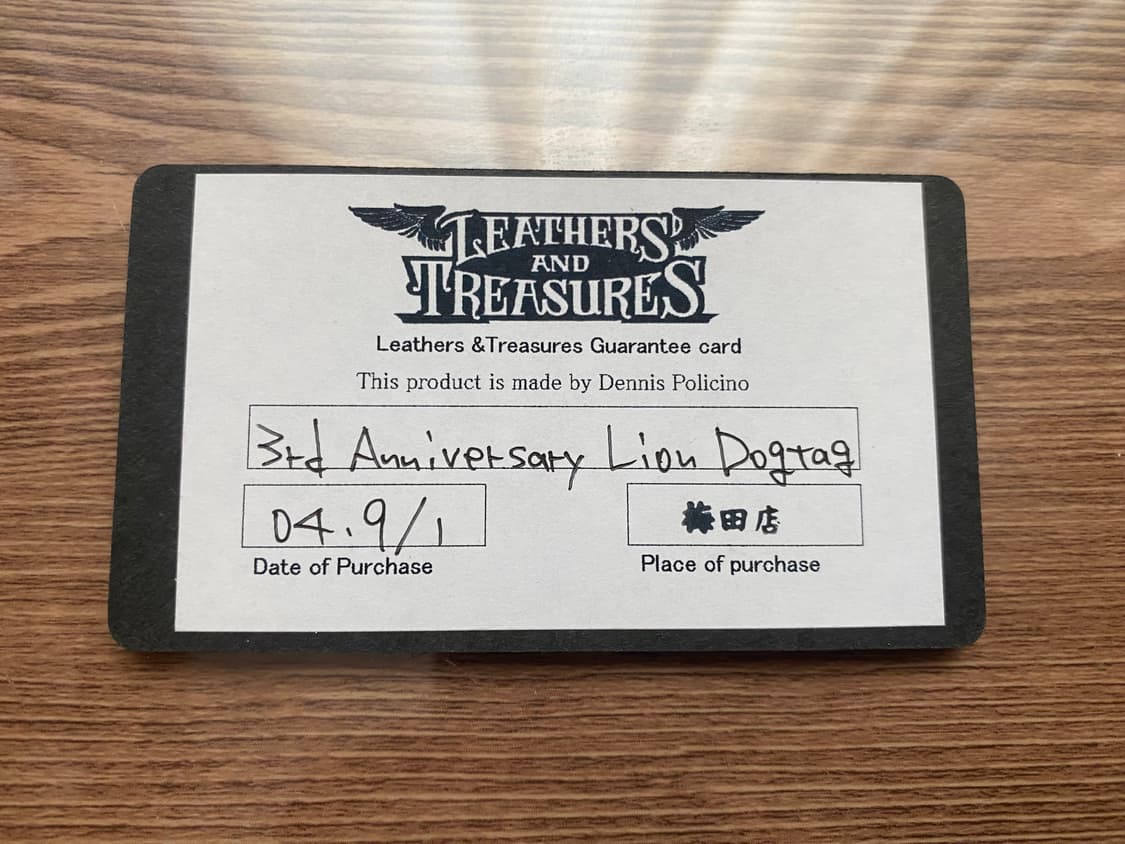 LEATHERS
AND
TREASURES
Leathers &Treasures Guarantee card
This product is made by Dennis Policino
3rd Anniversary Lion Dogtag
04.9/1
梅田店
Date of Purchase
Place of purchase